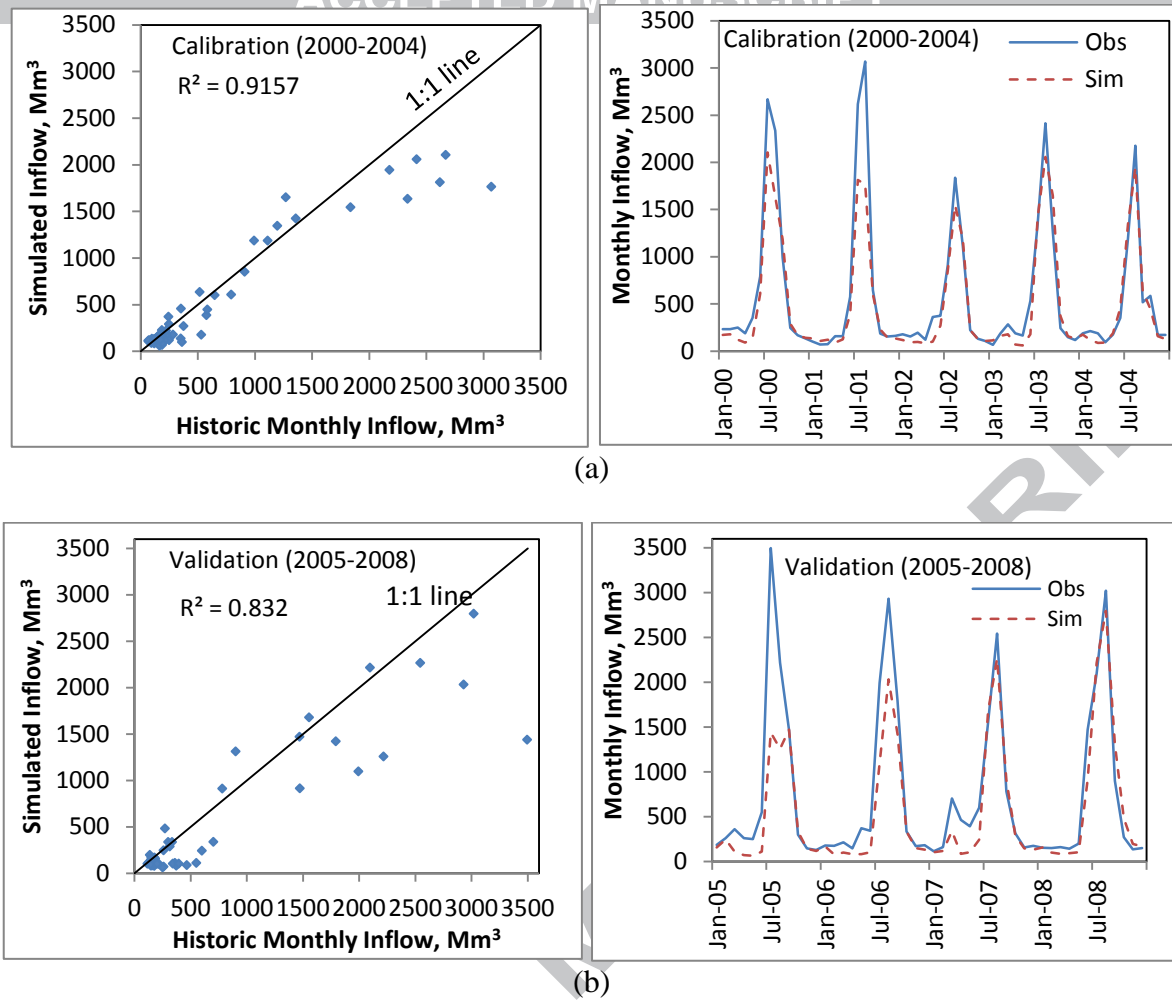 ACCEPTED MANUSCRIPT
Calibration (2000-2004)
R² = 0.9157
1:1 line
3500
3000
2500
2000
1500
1000
500
0
Simulated Inflow, Mm³
0 500 1000 1500 2000 2500 3000 3500
Historic Monthly Inflow, Mm³
Calibration (2000-2004)
Obs
Sim
3500
3000
2500
2000
1500
1000
500
0
Monthly Inflow, Mm³
Jan-00 Jul-00 Jan-01 Jul-01 Jan-02 Jul-02 Jan-03 Jul-03 Jan-04 Jul-04
(a)
Validation (2005-2008)
R² = 0.832
1:1 line
3500
3000
2500
2000
1500
1000
500
0
Simulated Inflow, Mm³
0 500 1000 1500 2000 2500 3000 3500
Historic Monthly Inflow, Mm³
Validation (2005-2008)
Obs
Sim
3500
3000
2500
2000
1500
1000
500
0
Monthly Inflow, Mm³
Jan-05 Jul-05 Jan-06 Jul-06 Jan-07 Jul-07 Jan-08 Jul-08
(b)